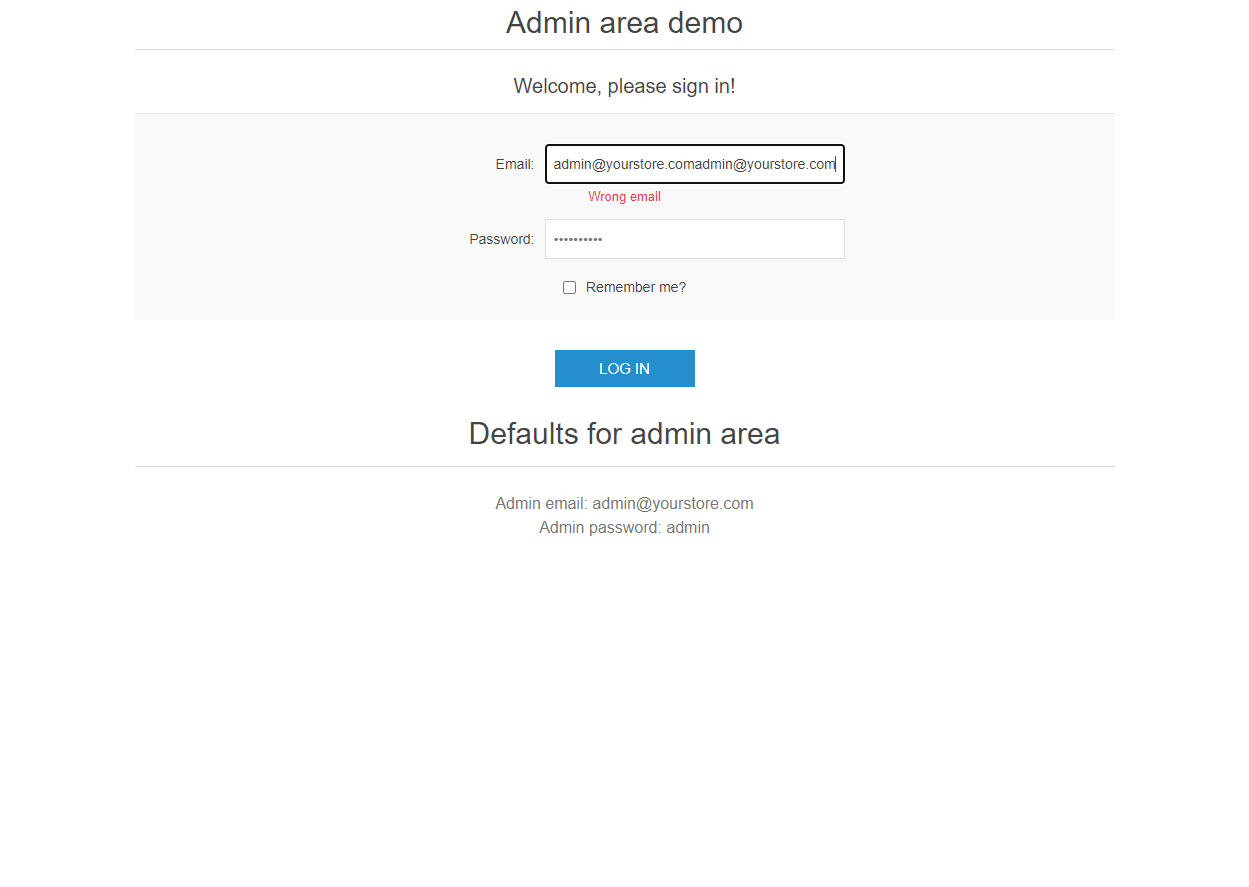 Admin area demo
Welcome, please sign in!
Email: admin@yourstore.comadmin@yourstore.com
Wrong email
Password: ••••••••••
Remember me?
LOG IN
Defaults for admin area
Admin email: admin@yourstore.com
Admin password: admin